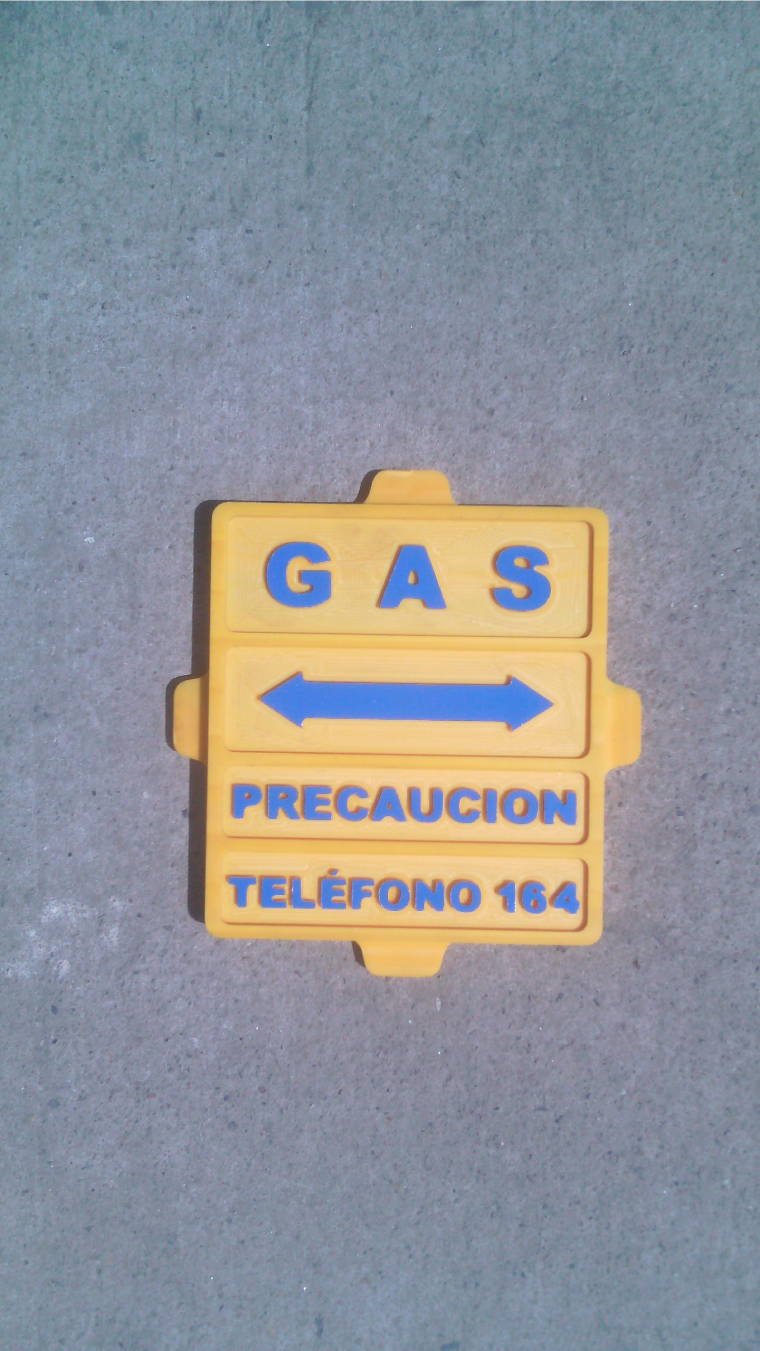 GAS
PRECAUCION
TELÉFONO 164